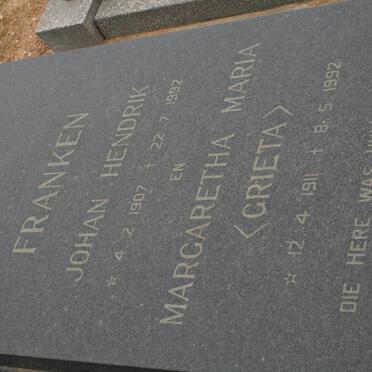 FRANKEN
JOHAN HENDRIK
☆ 4.2.1907 + 22.7.1992
EN
MARGARETHA MARIA
<GRIETA>
☆ 12.4.1911 + 8.5.1992
DIE HERE WAS